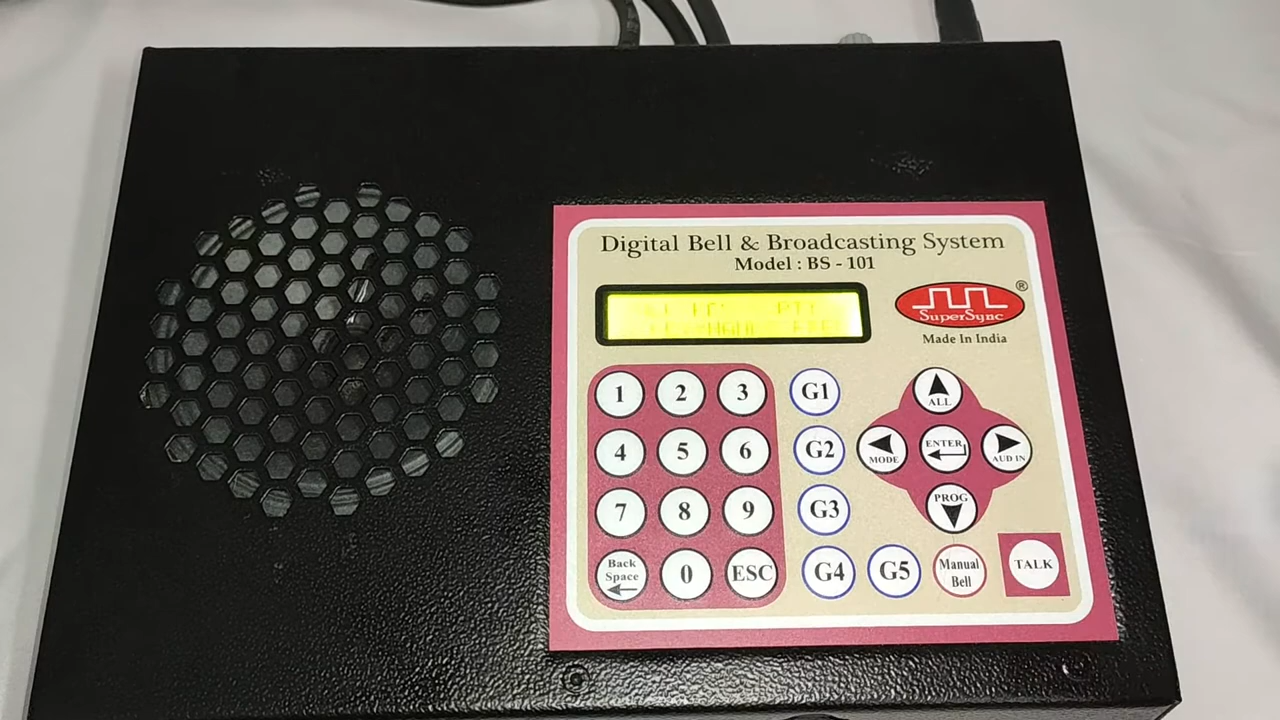 Digital Bell & Broadcasting System
Model : BS - 101
®
SuperSync
Made In India
1 2 3 G1 ALL
4 5 6 G2 MODE ENTER AUD IN
7 8 9 G3 PROG
Back Space 0 ESC G4 G5 Manual Bell TALK